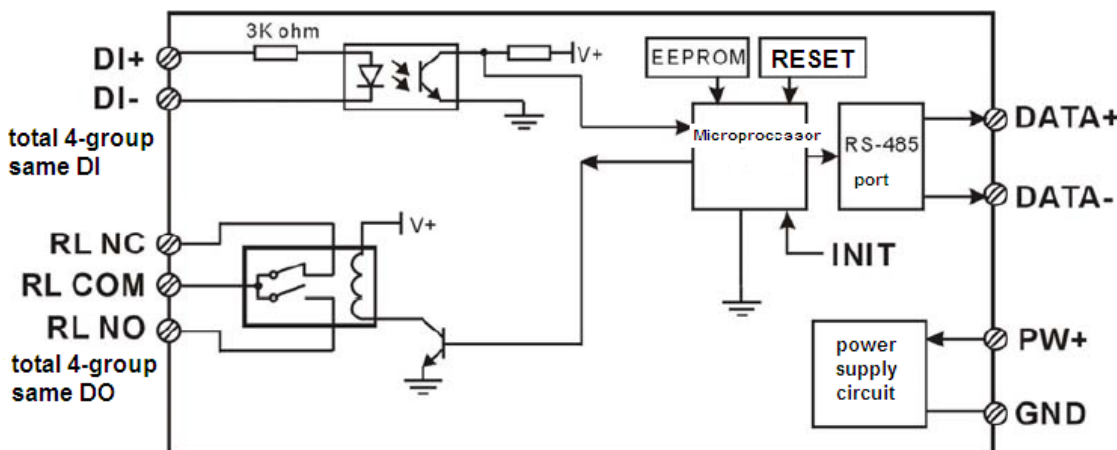 3K ohm
DI+
V+
EEPROM
RESET
DI-
total 4-group
same DI
Microprocessor
RS-485
port
DATA+
DATA-
RL NC
V+
RL COM
INIT
RL NO
total 4-group
same DO
power
supply
circuit
PW+
GND